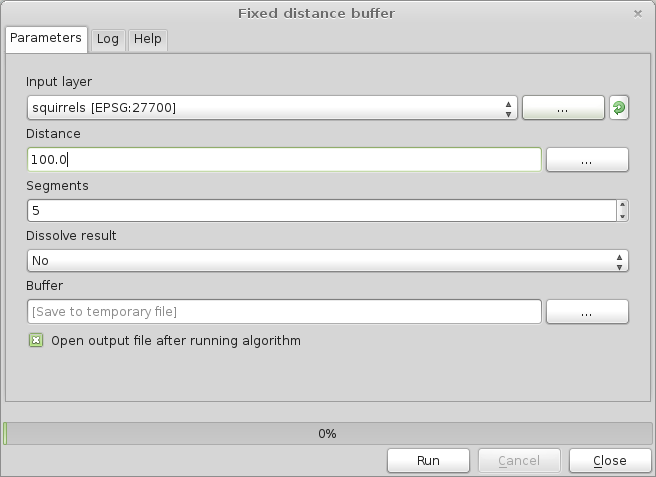 Fixed distance buffer ×
Parameters Log Help
Input layer
squirrels [EPSG:27700] ...
Distance
100.0 ...
Segments
5
Dissolve result
No
Buffer
[Save to temporary file] ...
Open output file after running algorithm
0%
Run Cancel Close